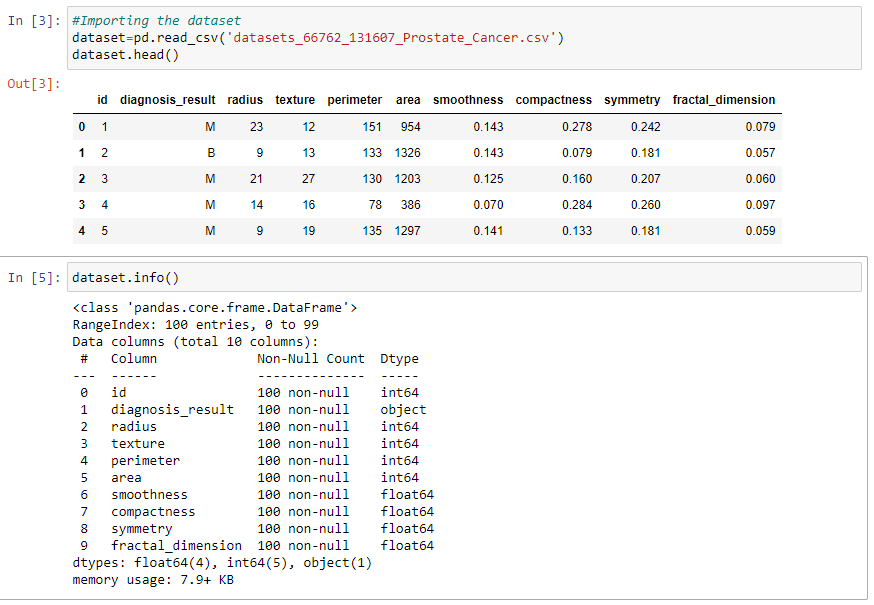 In [3]: #Importing the dataset
dataset=pd.read_csv('datasets_66762_131607_Prostate_Cancer.csv')
dataset.head()
Out[3]:
id diagnosis_result radius texture perimeter area smoothness compactness symmetry fractal_dimension
0 1 M 23 12 151 954 0.143 0.278 0.242 0.079
1 2 B 9 13 133 1326 0.143 0.079 0.181 0.057
2 3 M 21 27 130 1203 0.125 0.160 0.207 0.060
3 4 M 14 16 78 386 0.070 0.284 0.260 0.097
4 5 M 9 19 135 1297 0.141 0.133 0.181 0.059
In [5]: dataset.info()
<class 'pandas.core.frame.DataFrame'>
RangeIndex: 100 entries, 0 to 99
Data columns (total 10 columns):
# Column Non-Null Count Dtype
--- ------ -------------- -----
0 id 100 non-null int64
1 diagnosis_result 100 non-null object
2 radius 100 non-null int64
3 texture 100 non-null int64
4 perimeter 100 non-null int64
5 area 100 non-null int64
6 smoothness 100 non-null float64
7 compactness 100 non-null float64
8 symmetry 100 non-null float64
9 fractal_dimension 100 non-null float64
dtypes: float64(4), int64(5), object(1)
memory usage: 7.9+ KB